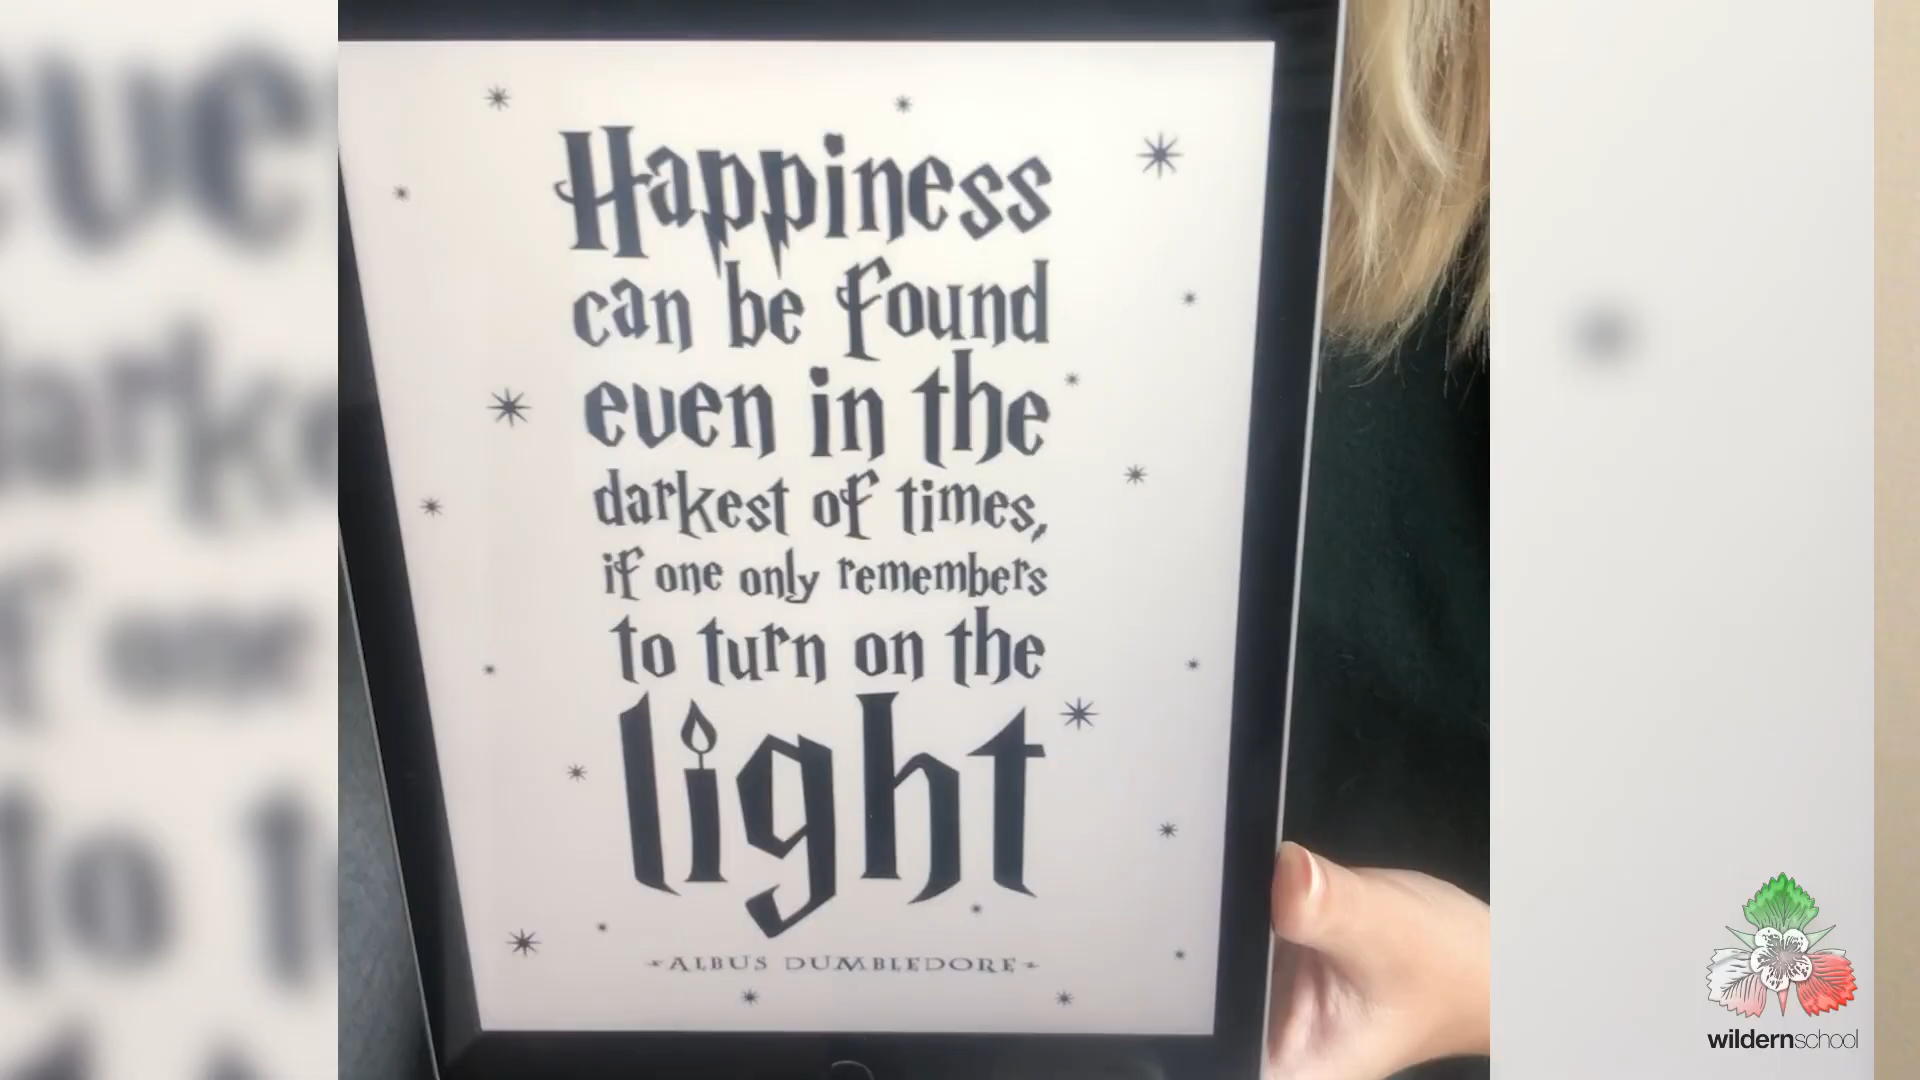 Happiness
can be found
even in the
darkest of times,
if one only remembers
to turn on the
light
ALBUS DUMBLEDORE
wildernschool